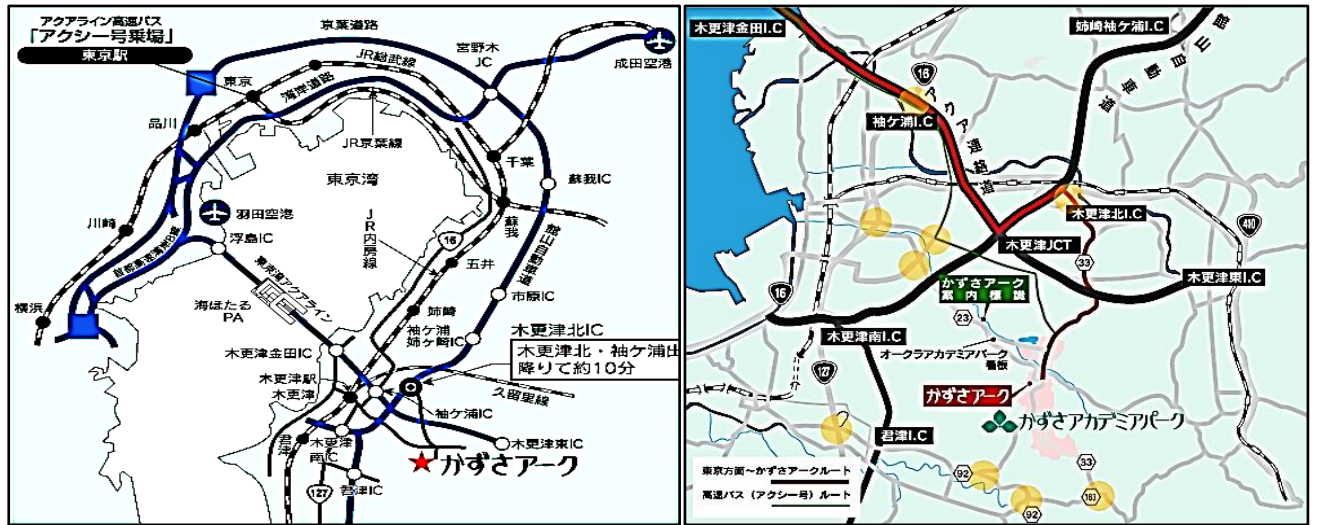 アクアライン高速バス
「アクシー号乗場」
東京駅
京葉道路
宮野木
JC
成田空港
JR総武線
東京
湾岸道路
品川
JR京葉線
千葉
東京湾
蘇我IC
川崎
羽田空港
JR内房線
16
蘇我
浮島IC
館山自動車道
五井
東京湾アクアライン
海ほたる
PA
市原IC
横浜
姉崎
袖ケ浦
姉ヶ崎IC
木更津北IC
木更津金田IC
木更津北・袖ケ浦出
降りて約10分
木更津駅
木更津
久留里線
袖ケ浦IC
君津
木更津
南IC
木更津東IC
かずさアーク
127
君津IC
木更津金田I.C
姉崎袖ケ浦I.C
館山自動車道
16
袖ケ浦I.C
アクア連絡道
木更津北I.C
410
木更津JCT
33
木更津東I.C
かずさアーク
案内標識
16
23
木更津南I.C
オークラアカデミアパーク
看板
127
かずさアーク
かずさアカデミアパーク
君津I.C
東京方面~かずさアークルート
高速バス(アクシー号)ルート
33
92
163
92